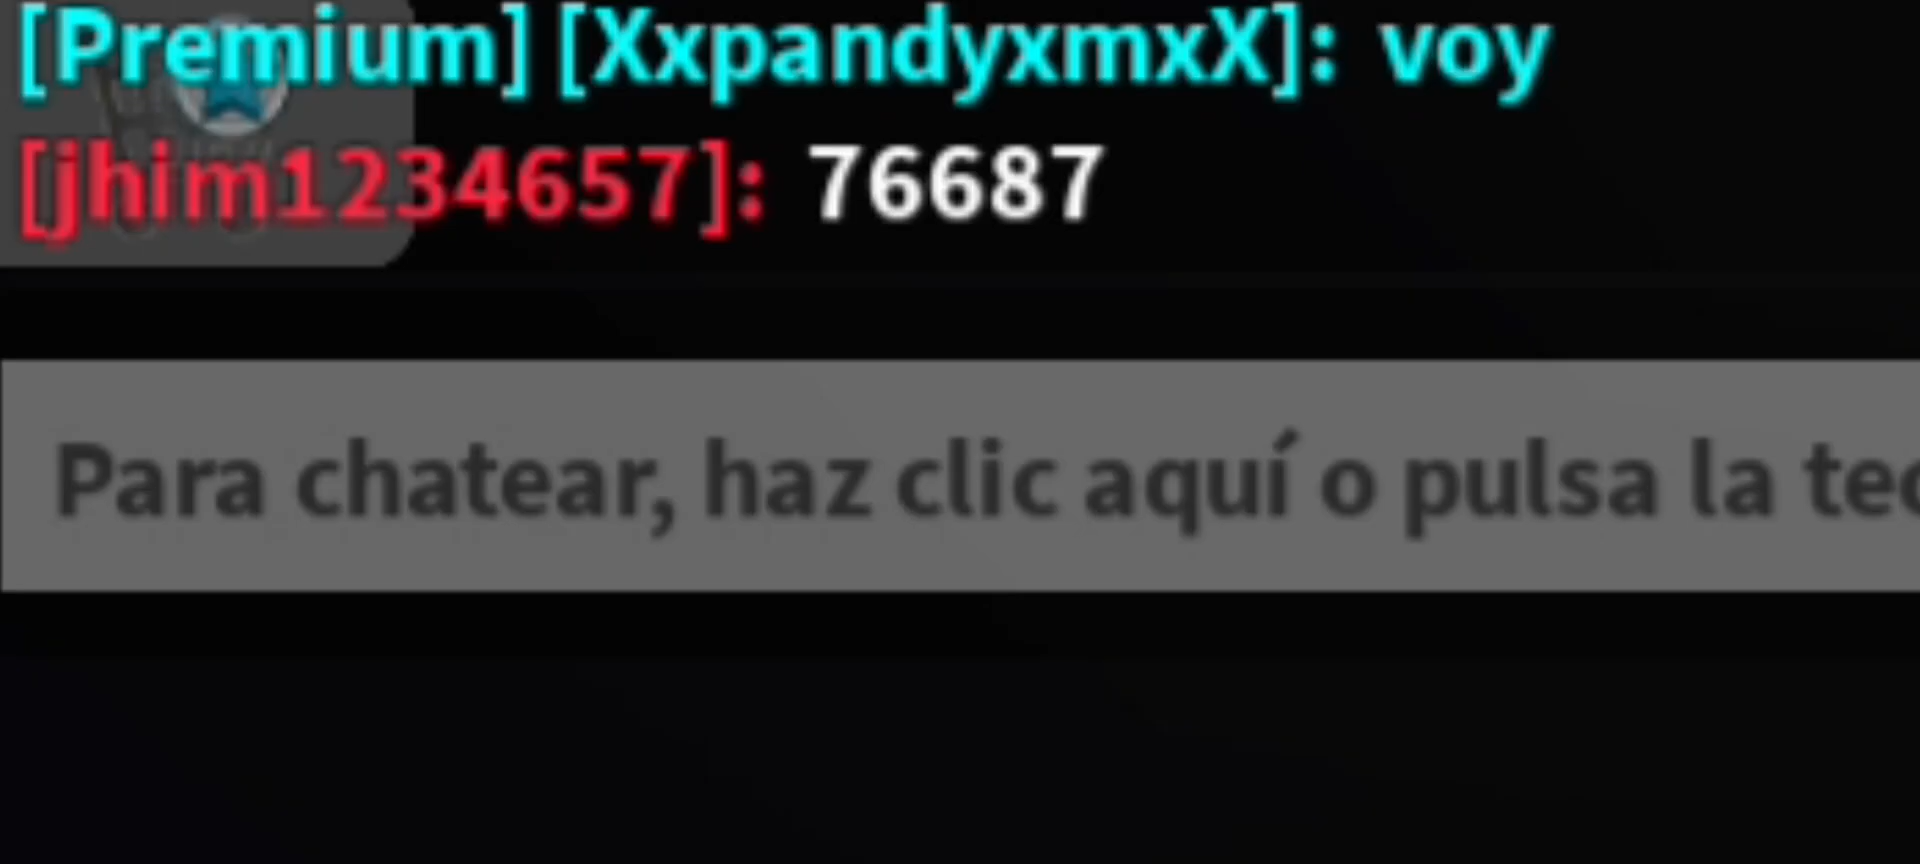 [Premium] [XxpandyxmxX]: voy
[jhim1234657]: 76687
Para chatear, haz clic aquí o pulsa la tec